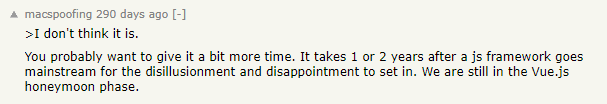 ▲ macspoofing 290 days ago [-]
>I don't think it is.
You probably want to give it a bit more time. It takes 1 or 2 years after a js framework goes
mainstream for the disillusionment and disappointment to set in. We are still in the Vue.js
honeymoon phase.